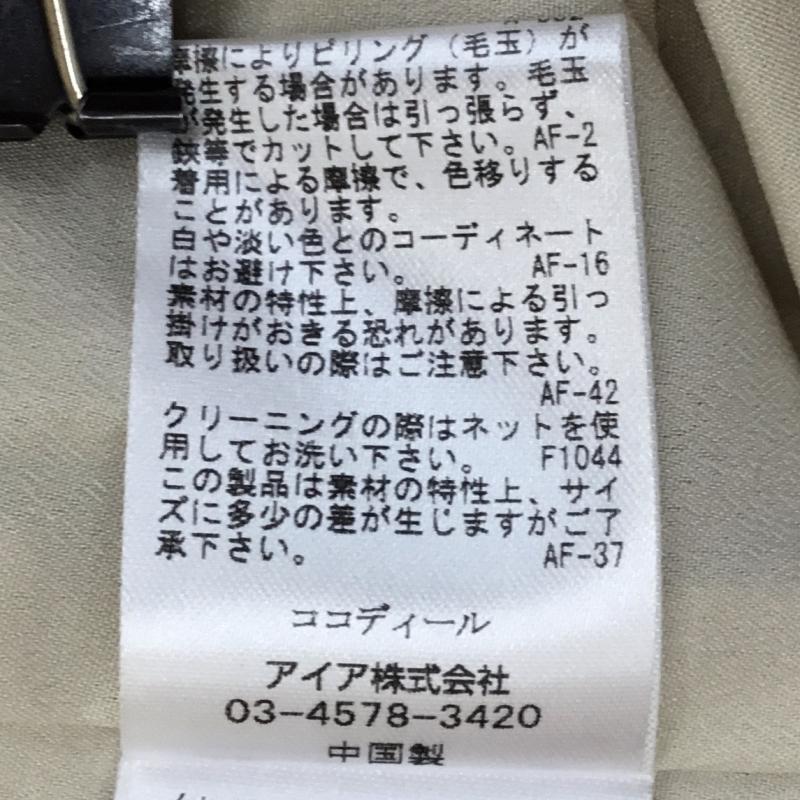 摩擦によりピリング（毛玉）が
発生する場合があります。毛玉
が発生した場合は引っ張らず、
鋏等でカットして下さい。AF-2
着用による摩擦で、色移りする
ことがあります。
白や淡い色とのコーディネート
はお避け下さい。 AF-16
素材の特性上、摩擦による引っ
掛けがおきる恐れがあります。
取り扱いの際はご注意下さい。
AF-42
クリーニングの際はネットを使
用してお洗い下さい。 F1044
この製品は素材の特性上、サイ
ズに多少の差が生じますがご了
承下さい。 AF-37
ココディール
アイア株式会社
03-4578-3420
中国製